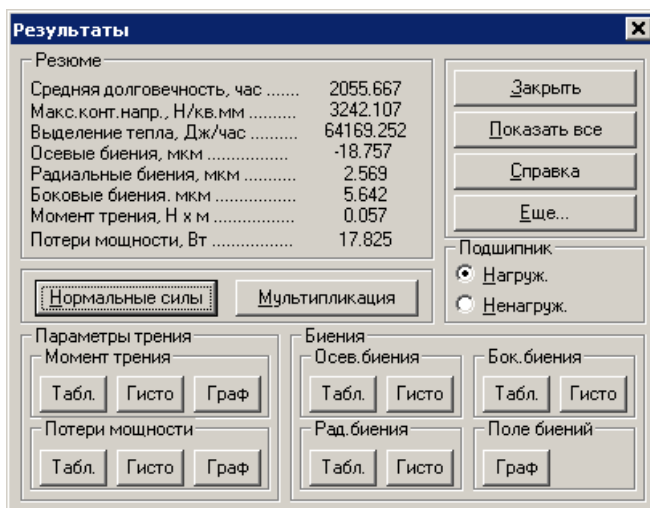 Результаты
Резюме
Средняя долговечность, час ....... 2055.667
Макс.конт.напр., Н/кв.мм .......... 3242.107
Выделение тепла, Дж/час .......... 64169.252
Осевые биения, мкм ................. -18.757
Радиальные биения, мкм .......... 2.569
Боковые биения. мкм ................ 5.642
Момент трения, Н х м ................. 0.057
Потери мощности, Вт ................. 17.825
Закрыть
Показать все
Справка
Еще...
Подшипник
Нагруж.
Ненагруж.
Нормальные силы Мультипликация
Параметры трения
Момент трения
Табл. Гисто Граф
Потери мощности
Табл. Гисто Граф
Биения
Осев.биения
Табл. Гисто
Бок.биения
Табл. Гисто
Рад.биения
Табл. Гисто
Поле биений
Граф